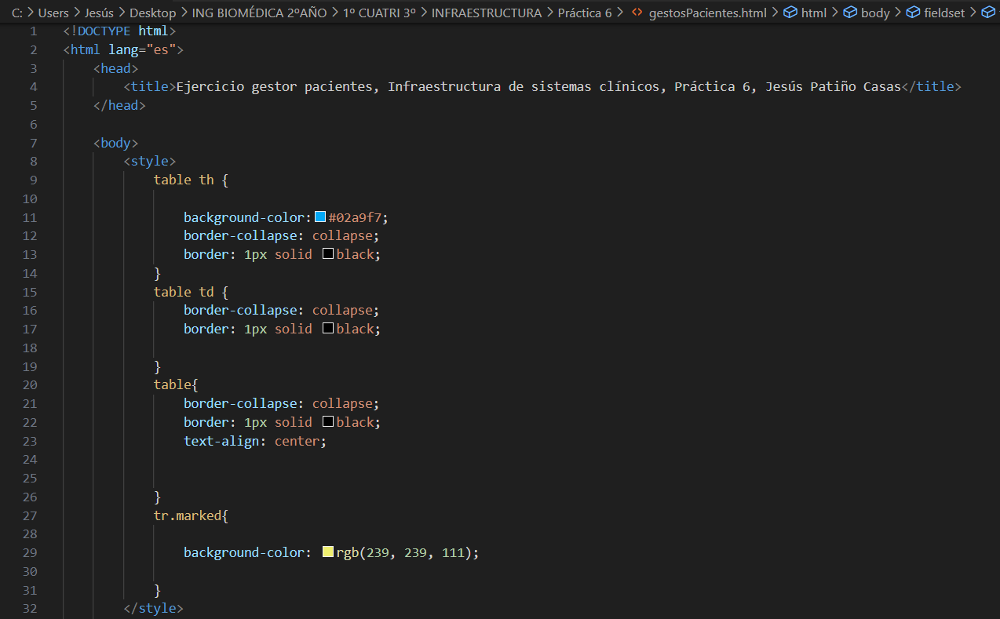 C: > Users > Jesús > Desktop > ING BIOMÉDICA 2ºAÑO > 1º CUATRI 3º > INFRAESTRUCTURA > Práctica 6 > <> gestosPacientes.html > html > body > fieldset >
1 <!DOCTYPE html>
2 <html lang="es">
3 <head>
4 <title>Ejercicio gestor pacientes, Infraestructura de sistemas clínicos, Práctica 6, Jesús Patiño Casas</title>
5 </head>
6
7 <body>
8 <style>
9 table th {
10
11 background-color: #02a9f7;
12 border-collapse: collapse;
13 border: 1px solid black;
14 }
15 table td {
16 border-collapse: collapse;
17 border: 1px solid black;
18
19 }
20 table{
21 border-collapse: collapse;
22 border: 1px solid black;
23 text-align: center;
24
25
26 }
27 tr.marked{
28
29 background-color: rgb(239, 239, 111);
30
31 }
32 </style>